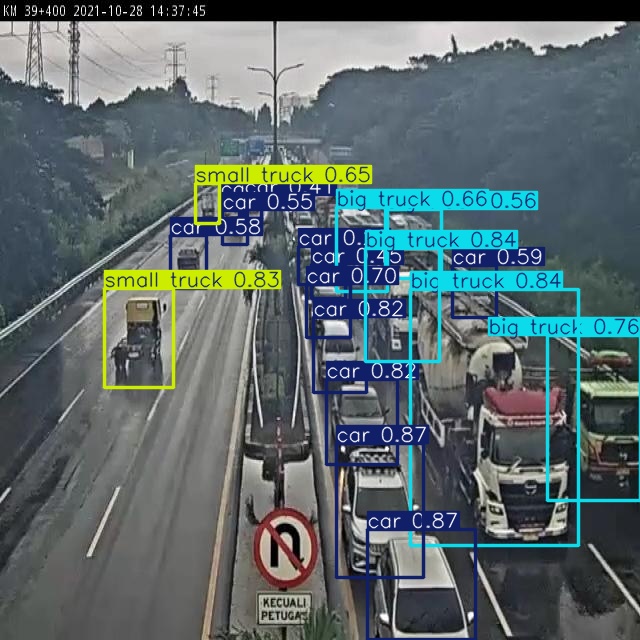 KM 39+400 2021-10-28 14:37:45
small truck 0.65
car 0.41
car 0.55
big truck 0.66
0.56
car 0.58
big truck 0.84
car 0.45
car 0.59
small truck 0.83
car 0.70
big truck 0.84
car 0.82
big truck 0.76
car 0.82
car 0.87
car 0.87
KECUALI
PETUGAS